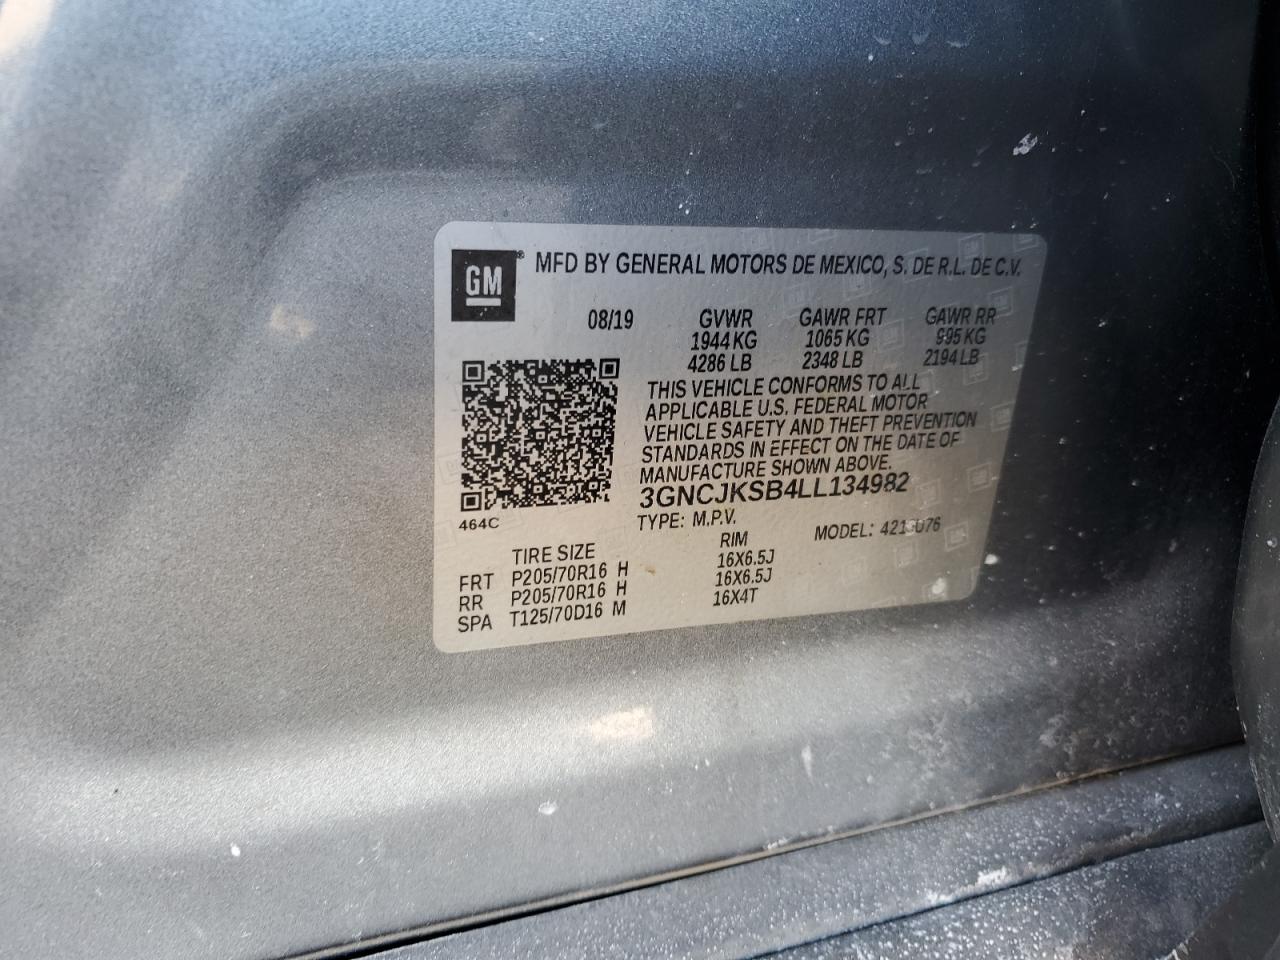 GM® MFD BY GENERAL MOTORS DE MEXICO, S. DE R.L. DE C.V.
08/19 GVWR GAWR FRT GAWR RR
1944 KG 1065 KG 995 KG
4286 LB 2348 LB 2194 LB
THIS VEHICLE CONFORMS TO ALL
APPLICABLE U.S. FEDERAL MOTOR
VEHICLE SAFETY AND THEFT PREVENTION
STANDARDS IN EFFECT ON THE DATE OF
MANUFACTURE SHOWN ABOVE.
3GNCJKSB4LL134982
464C
TYPE: M.P.V. MODEL:
TIRE SIZE RIM
FRT P205/70R16 H 16X6.5J
RR P205/70R16 H 16X6.5J
SPA T125/70D16 M 16X4T